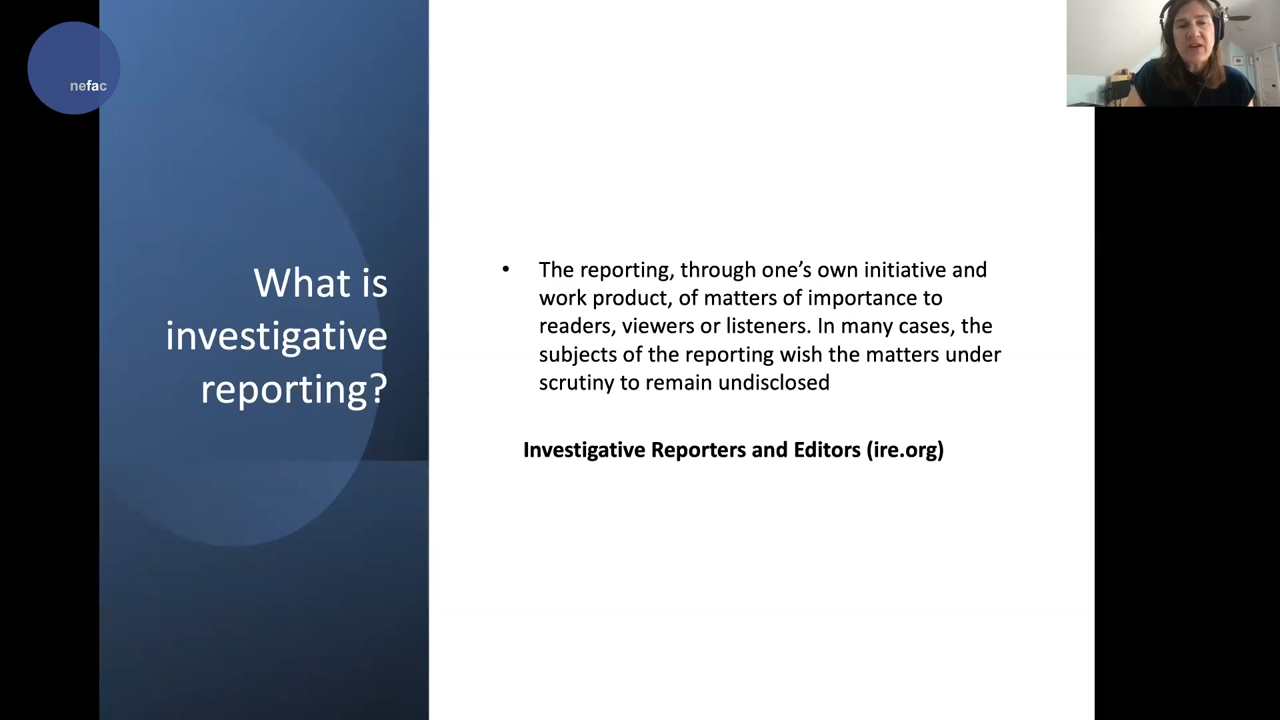 nefac
What is
investigative
reporting?
• The reporting, through one’s own initiative and
work product, of matters of importance to
readers, viewers or listeners. In many cases, the
subjects of the reporting wish the matters under
scrutiny to remain undisclosed
Investigative Reporters and Editors (ire.org)